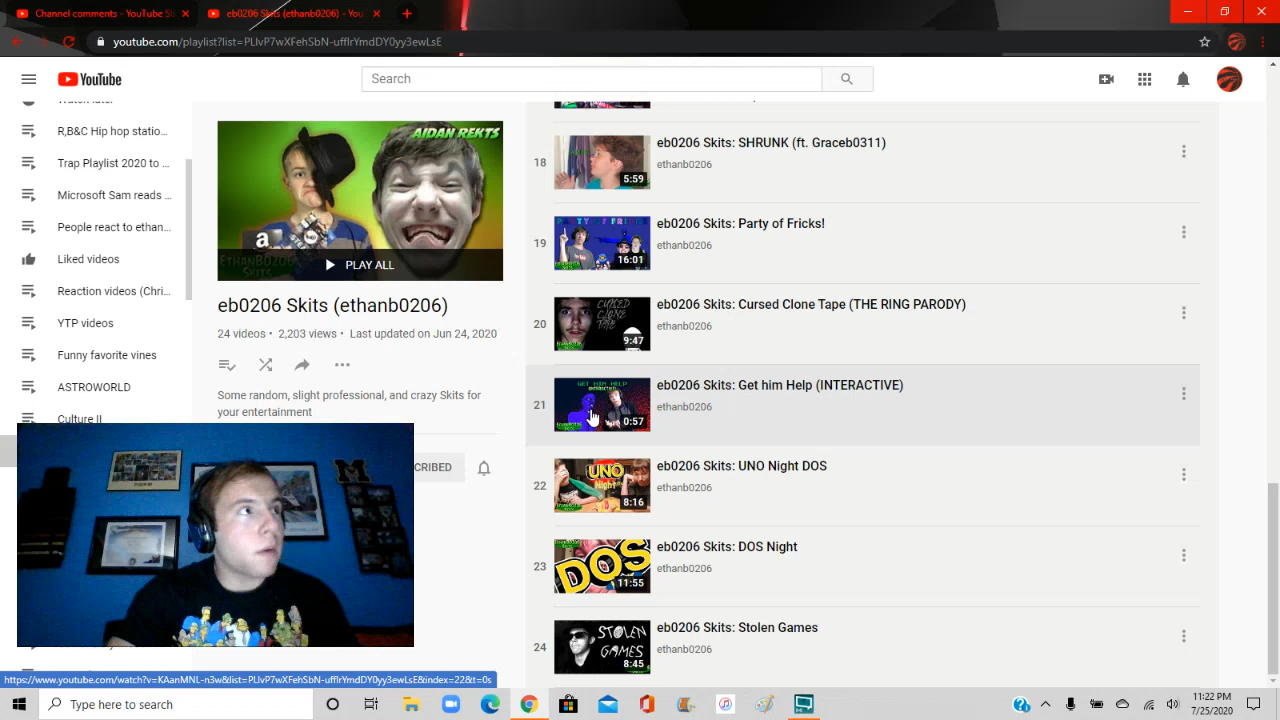 Channel comments - YouTube St
eb0206 Skits (ethanb0206) - You
youtube.com/playlist?list=PLlvP7wXFehSbN-ufflrYmdDY0yy3ewLsE
YouTube
Search
Watch later
R,B&C Hip hop statio...
Trap Playlist 2020 to ...
Microsoft Sam reads ...
People react to ethan...
Liked videos
Reaction videos (Chri...
YTP videos
Funny favorite vines
ASTROWORLD
Culture II
AIDAN REKTS
a
ETHANB0206
SKITS
PLAY ALL
eb0206 Skits (ethanb0206)
24 videos • 2,203 views • Last updated on Jun 24, 2020
Some random, slight professional, and crazy Skits for
your entertainment
CRIBED
18
5:59
eb0206 Skits: SHRUNK (ft. Graceb0311)
ethanb0206
19
PARTY OF FRICKS
16:01
eb0206 Skits: Party of Fricks!
ethanb0206
20
CURSED
CLONE
TAPE
9:47
eb0206 Skits: Cursed Clone Tape (THE RING PARODY)
ethanb0206
21
GET HIM HELP
0:57
eb0206 Skits: Get him Help (INTERACTIVE)
ethanb0206
22
UNO
Night
8:16
eb0206 Skits: UNO Night DOS
ethanb0206
23
DOS
11:55
eb0206 Skits: DOS Night
ethanb0206
24
STOLEN
GAMES
8:45
eb0206 Skits: Stolen Games
ethanb0206
M
https://www.youtube.com/watch?v=KAanMNL-n3w&list=PLlvP7wXFehSbN-ufflrYmdDY0yy3ewLsE&index=22&t=0s
Type here to search
11:22 PM
7/25/2020